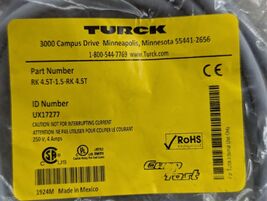 TURCK
3000 Campus Drive Minneapolis, Minnesota 55441-2656
1-800-544-7769 www.Turck.com
Part Number
RK 4.5T-1.5-RK 4.5T
ID Number
UX17277
CAUTION: NOT FOR INTERRUPTING CURRENT
ATTENTION: NE PAS UTILISER POUR COUPER LE COURANT
250 V, 4 Amps
RoHS
1924M Made in Mexico